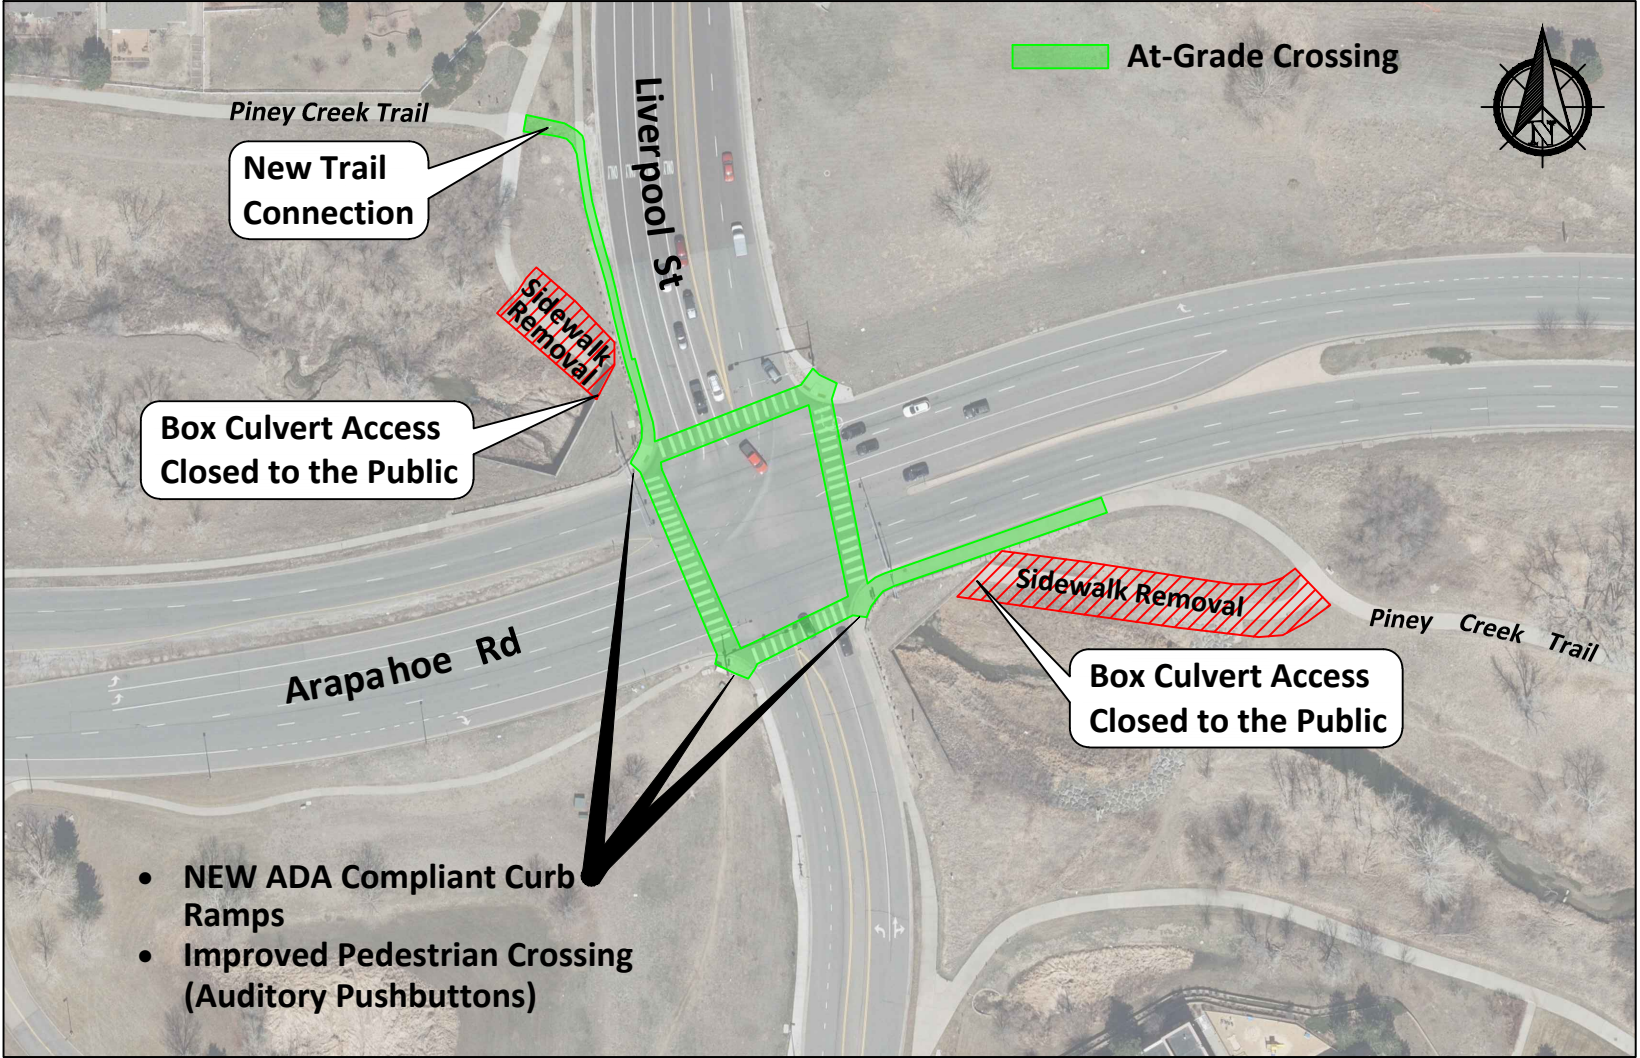 At-Grade Crossing
N
Piney Creek Trail
Liverpool St
New Trail
Connection
Sidewalk
Removal
Box Culvert Access
Closed to the Public
Sidewalk Removal
Piney Creek Trail
Arapahoe Rd
Box Culvert Access
Closed to the Public
• NEW ADA Compliant Curb
Ramps
• Improved Pedestrian Crossing
(Auditory Pushbuttons)